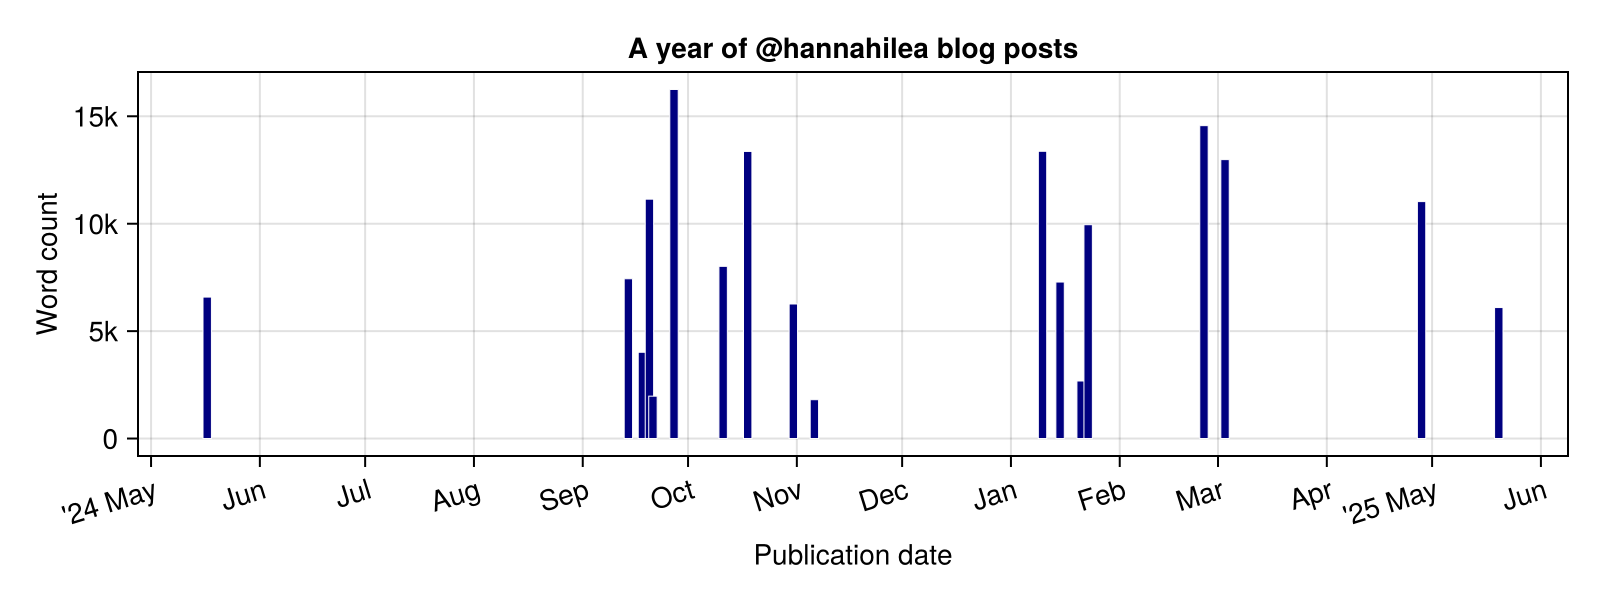 A year of @hannahilea blog posts
Word count
15k
10k
5k
0
'24 May Jun Jul Aug Sep Oct Nov Dec Jan Feb Mar Apr '25 May Jun
Publication date